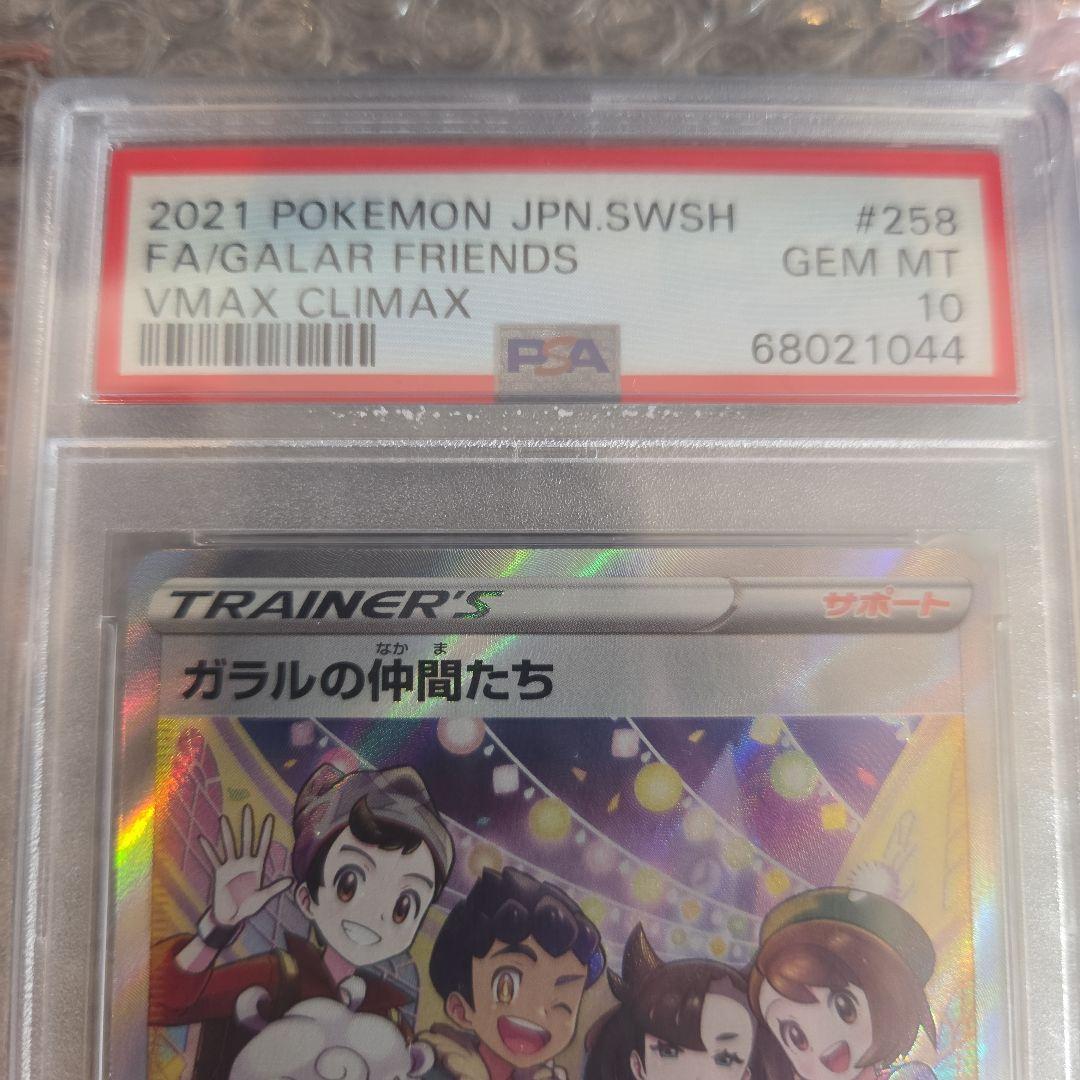 2021 POKEMON JPN.SWSH #258
FA/GALAR FRIENDS GEM MT
VMAX CLIMAX 10
PSA 68021044
TRAINER'S サポート
なかま
ガラルの仲間たち